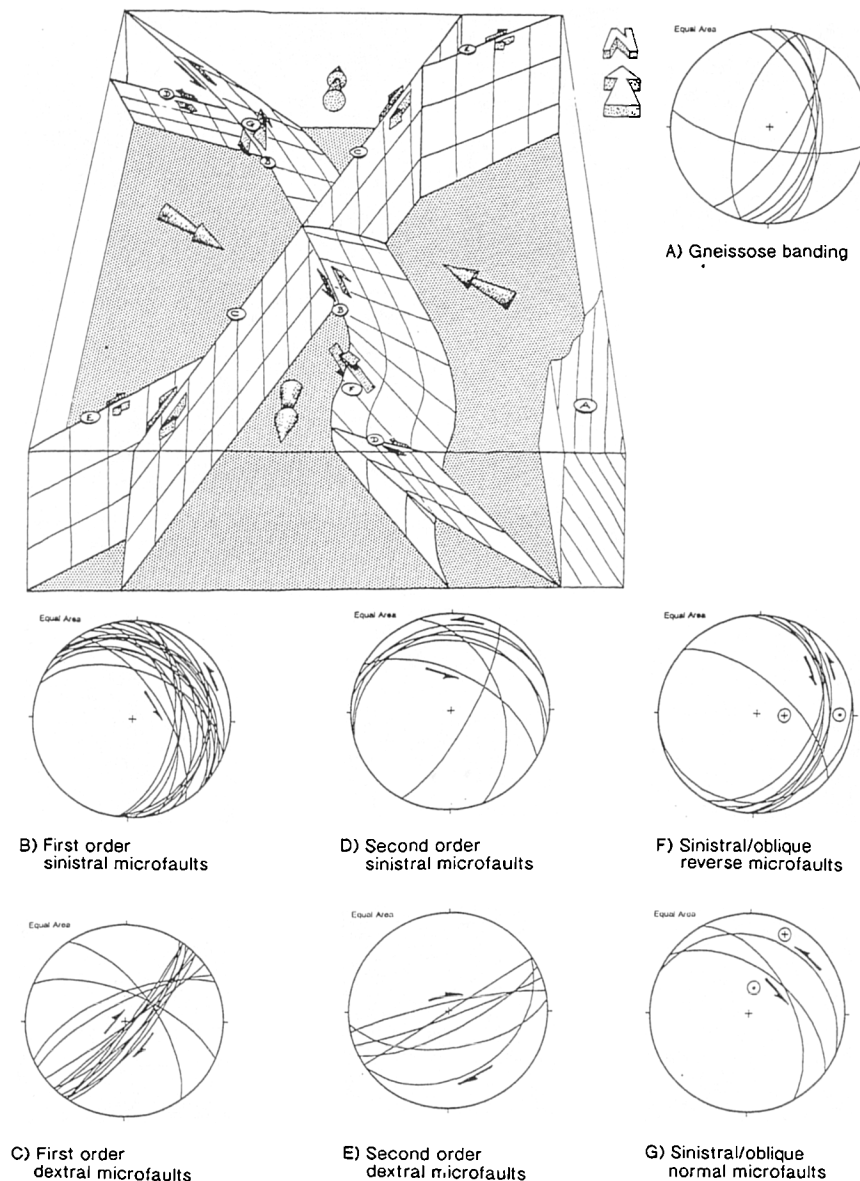 N
Equal Area
A) Gneissose banding
D
E
G
B
C
C
B
F
E
D
A
Equal Area
B) First order
sinistral microfaults
Equal Area
D) Second order
sinistral microfaults
Equal Area
F) Sinistral/oblique
reverse microfaults
Equal Area
C) First order
dextral microfaults
Equal Area
E) Second order
dextral microfaults
Equal Area
G) Sinistral/oblique
normal microfaults